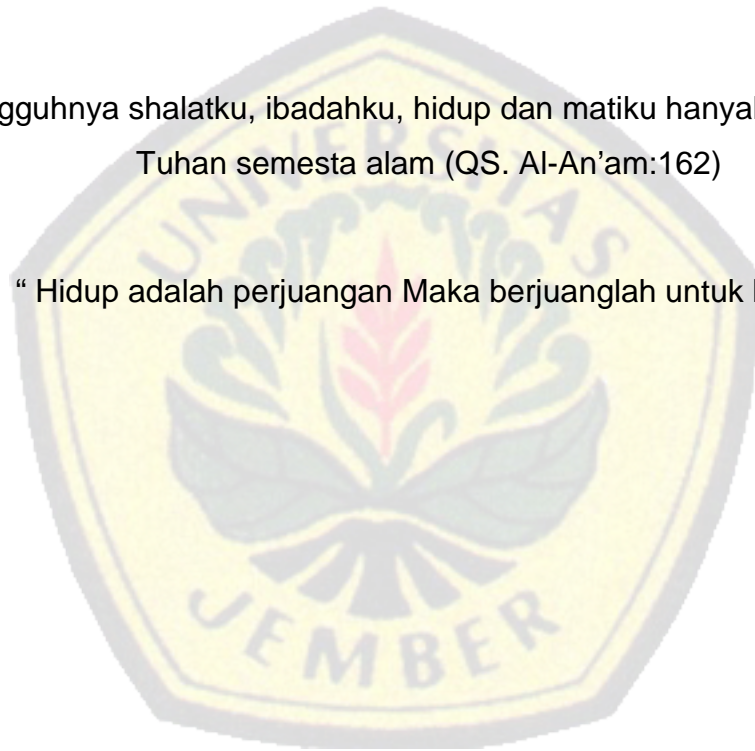 gguhnya shalatku, ibadahku, hidup dan matiku hanyal
Tuhan semesta alam (QS. Al-An’am:162)
“ Hidup adalah perjuangan Maka berjuanglah untuk
UNIVERSITAS
JEMBER